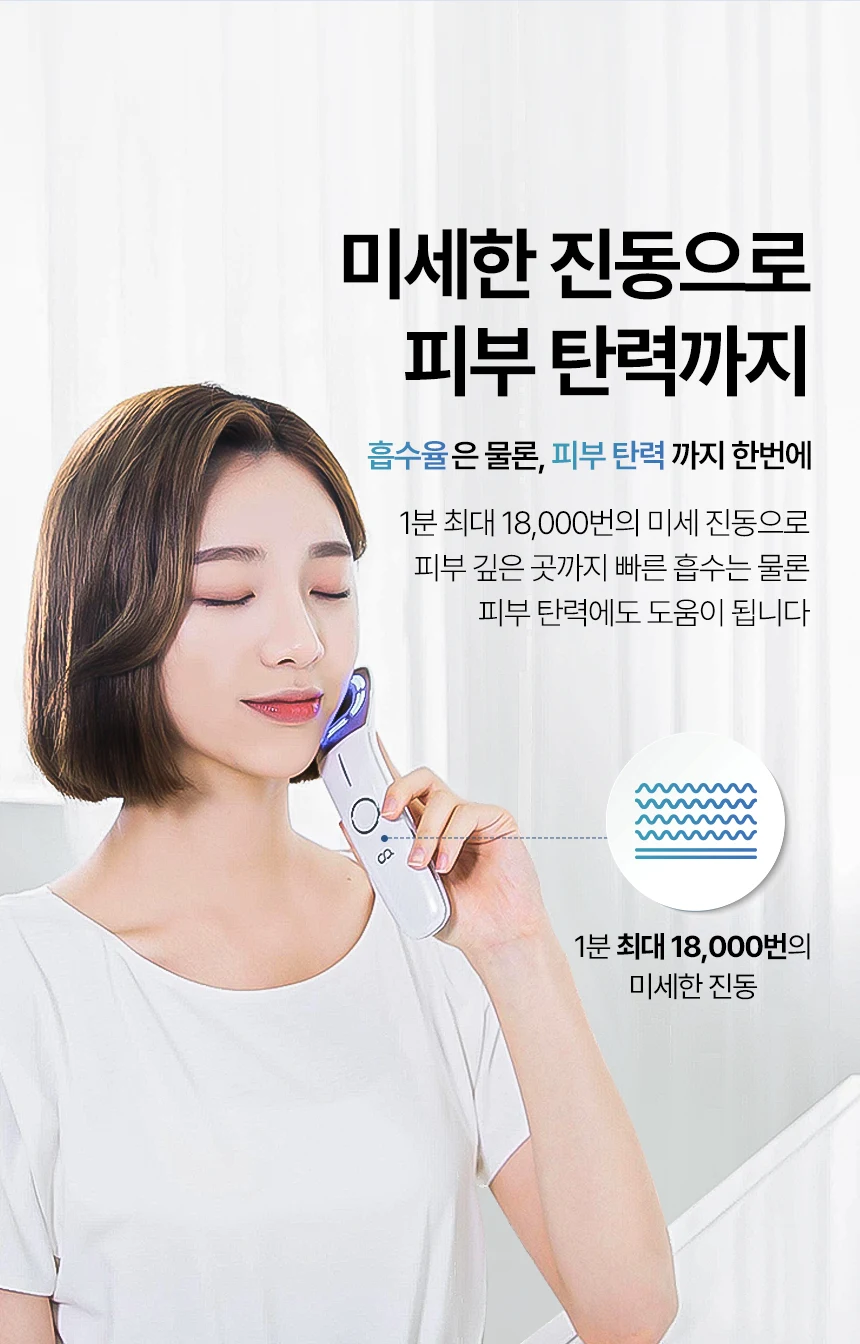 미세한 진동으로
피부 탄력까지
흡수율은 물론, 피부 탄력 까지 한번에
1분 최대 18,000번의 미세 진동으로
피부 깊은 곳까지 빠른 흡수는 물론
피부 탄력에도 도움이 됩니다
1분 최대 18,000번의
미세한 진동